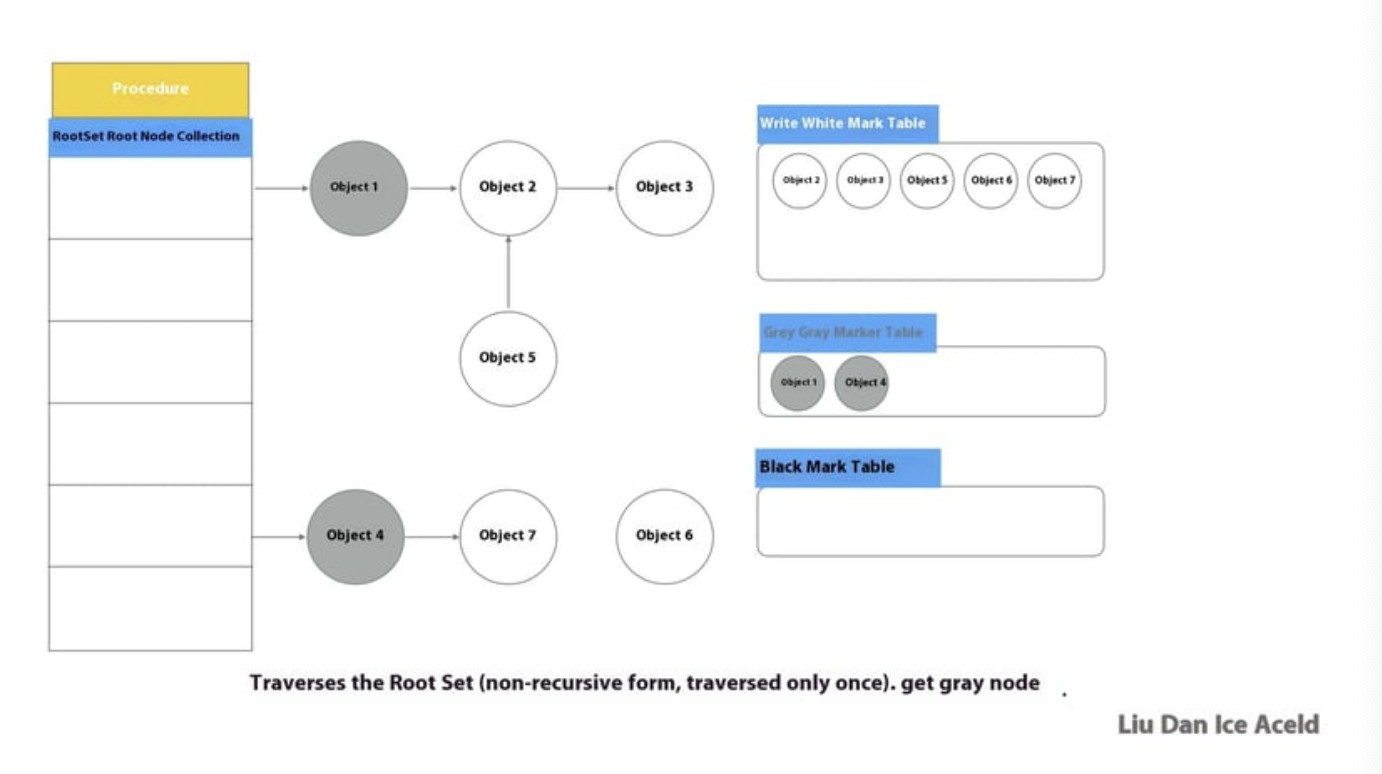 Procedure
RootSet Root Node Collection
Object 1
Object 2
Object 3
Object 5
Object 4
Object 7
Object 6
Write White Mark Table
Object 2
Object 3
Object 5
Object 6
Object 7
Grey Gray Marker Table
Object 1
Object 4
Black Mark Table
Traverses the Root Set (non-recursive form, traversed only once). get gray node .
Liu Dan Ice Aceld